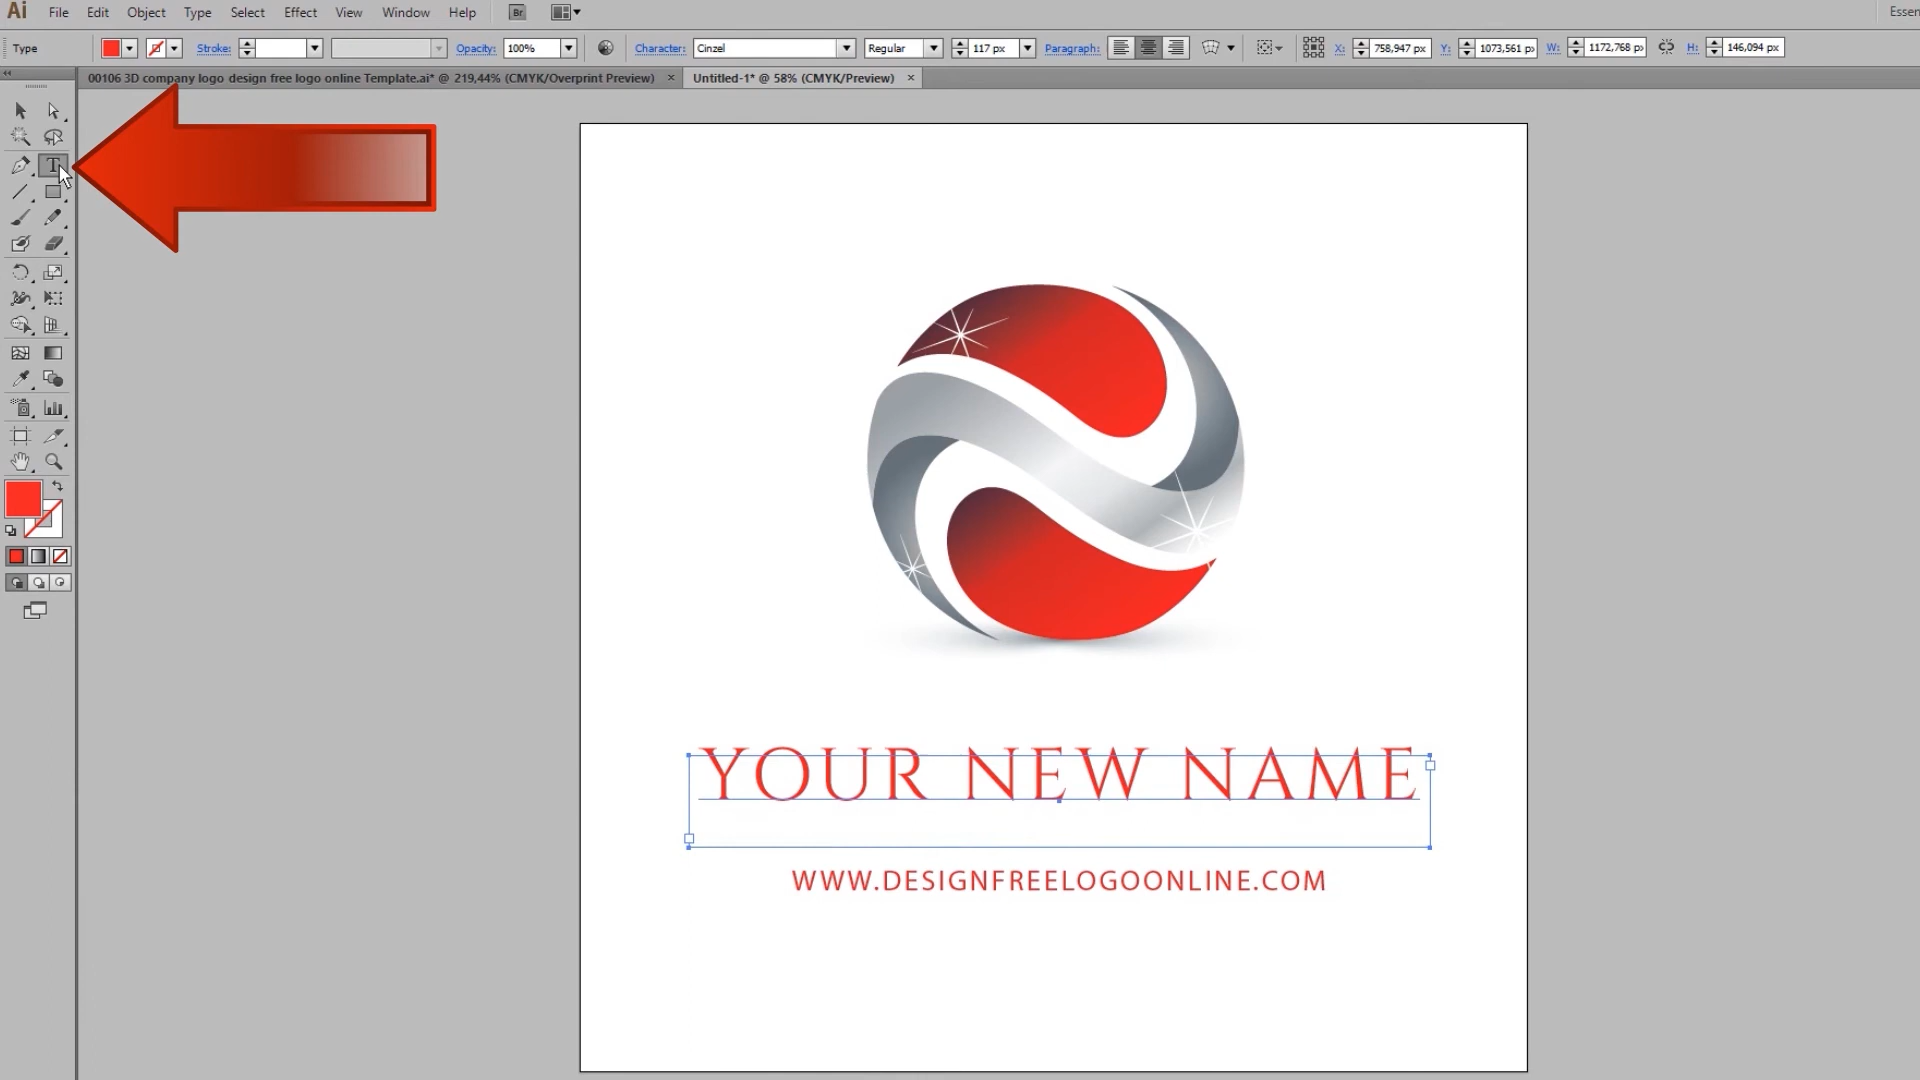 Ai File Edit Object Type Select Effect View Window Help Br Essen
Type Stroke: Opacity: 100% Character: Cinzel Regular 117 px Paragraph: X: 758,947 px Y: 1073,561 px W: 1172,768 px H: 146,094 px
00106 3D company logo design free logo online Template.ai* @ 219,44% (CMYK/Overprint Preview) × Untitled-1* @ 58% (CMYK/Preview) ×
T
YOUR NEW NAME
WWW.DESIGNFREELOGOONLINE.COM